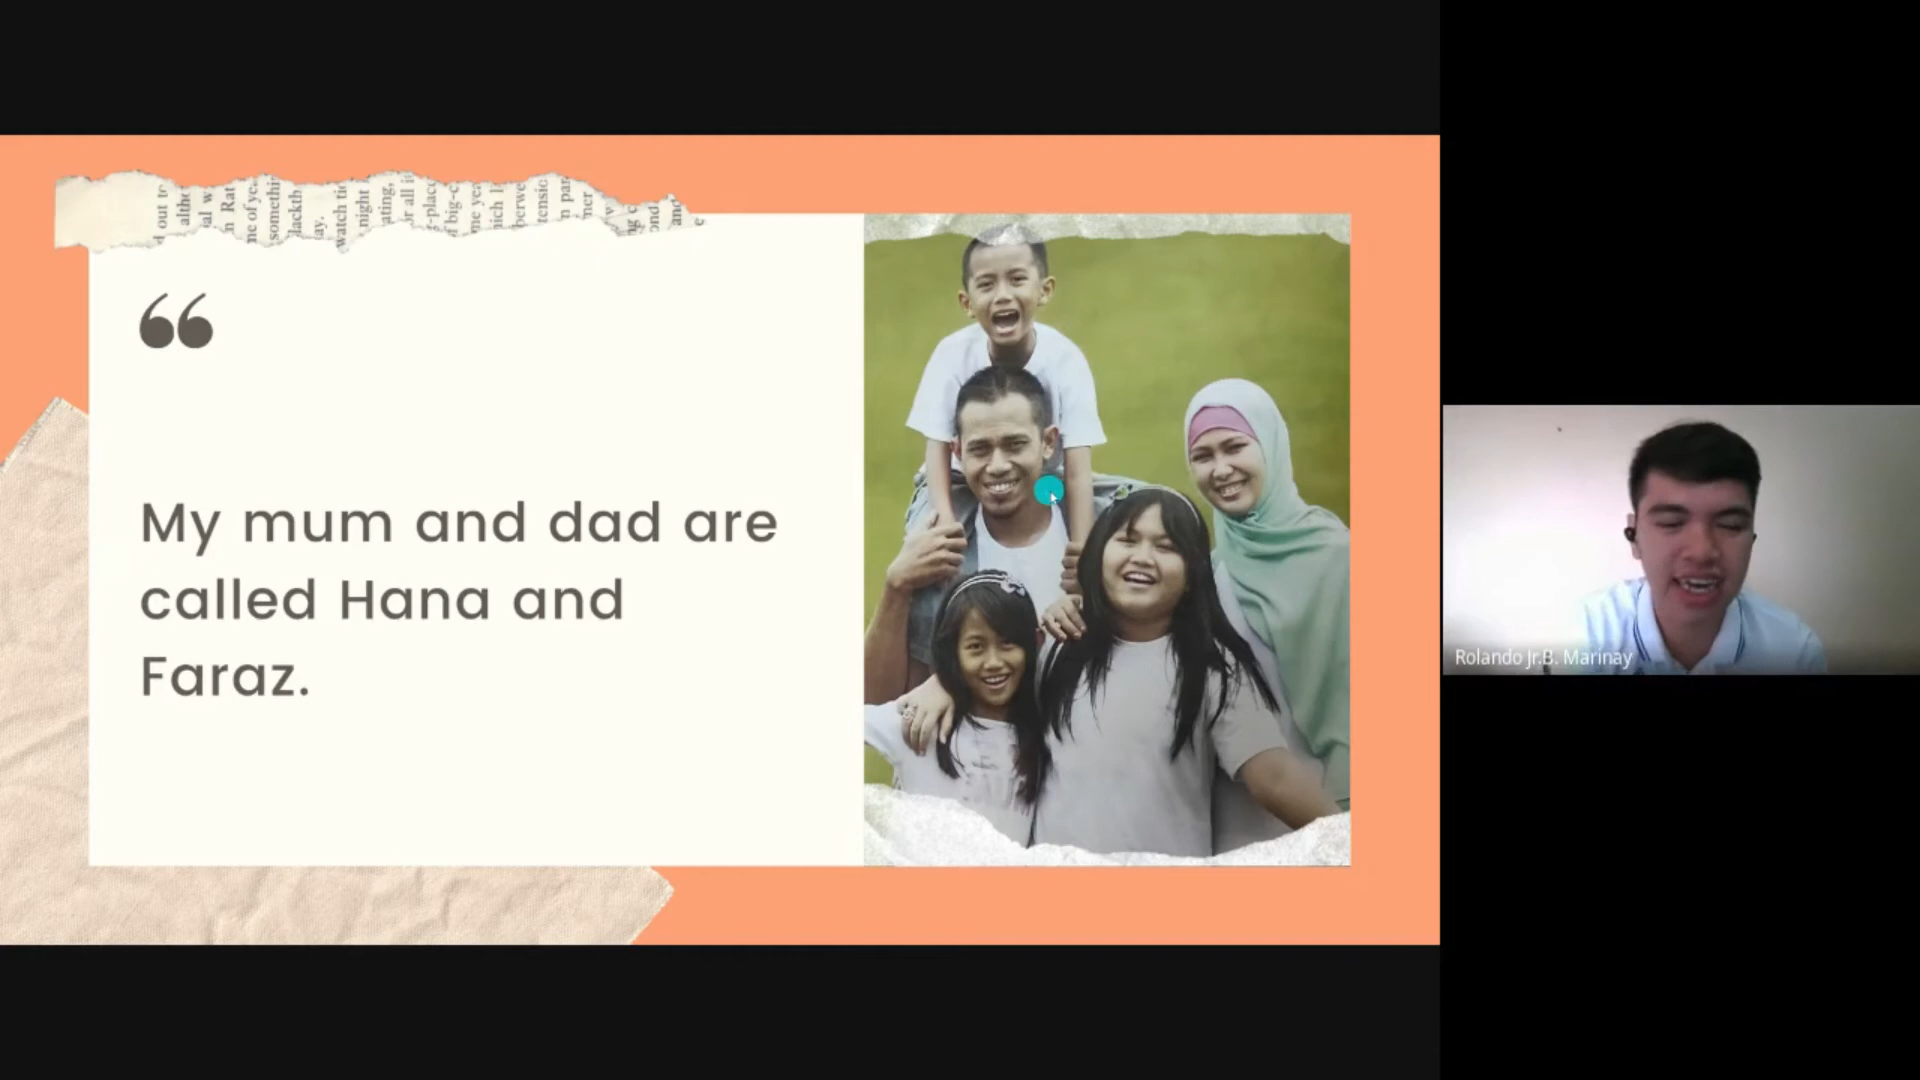 “
My mum and dad are
called Hana and
Faraz.
Rolando Jr.B. Marinay